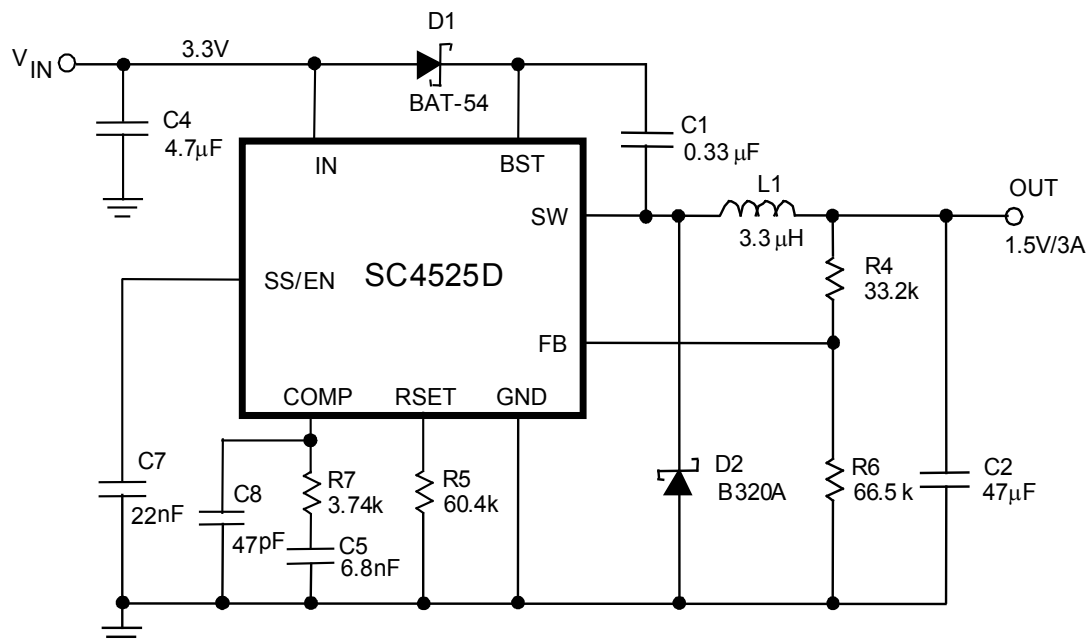 D1
V IN
3.3V
BAT-54
C4
4.7μF
C1
0.33 μF
IN
BST
L1
OUT
SW
3.3 μH
1.5V/3A
SS/EN
SC4525D
R4
33.2k
FB
COMP
RSET
GND
C7
22nF
C8
47pF
R7
3.74k
C5
6.8nF
R5
60.4k
D2
B320A
R6
66.5 k
C2
47μF